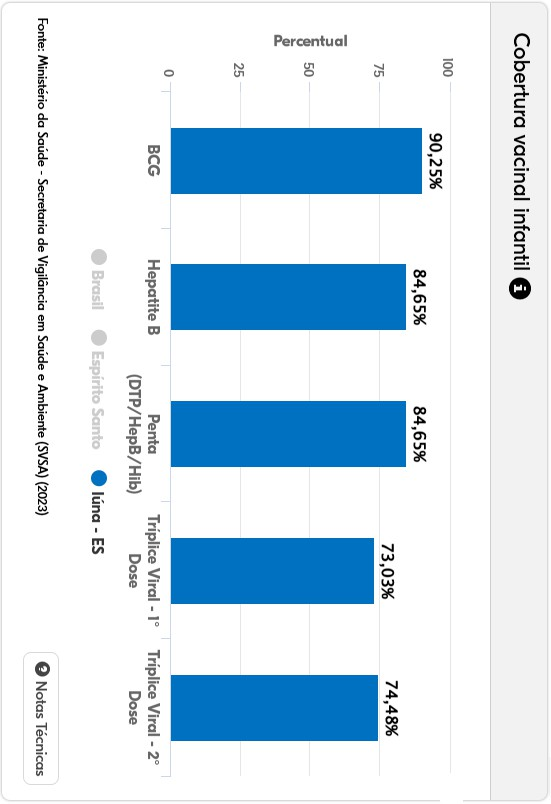 Cobertura vacinal infantil
Percentual
100
75
50
25
0
90,25%
84,65%
84,65%
73,03%
74,48%
BCG
Hepatite B
Penta
(DTP/HepB/Hib)
Tríplice Viral - 1°
Dose
Tríplice Viral - 2°
Dose
Brasil
Espírito Santo
Iúna - ES
Fonte: Ministério da Saúde - Secretaria de Vigilância em Saúde e Ambiente (SVSA) (2023)
Notas Técnicas